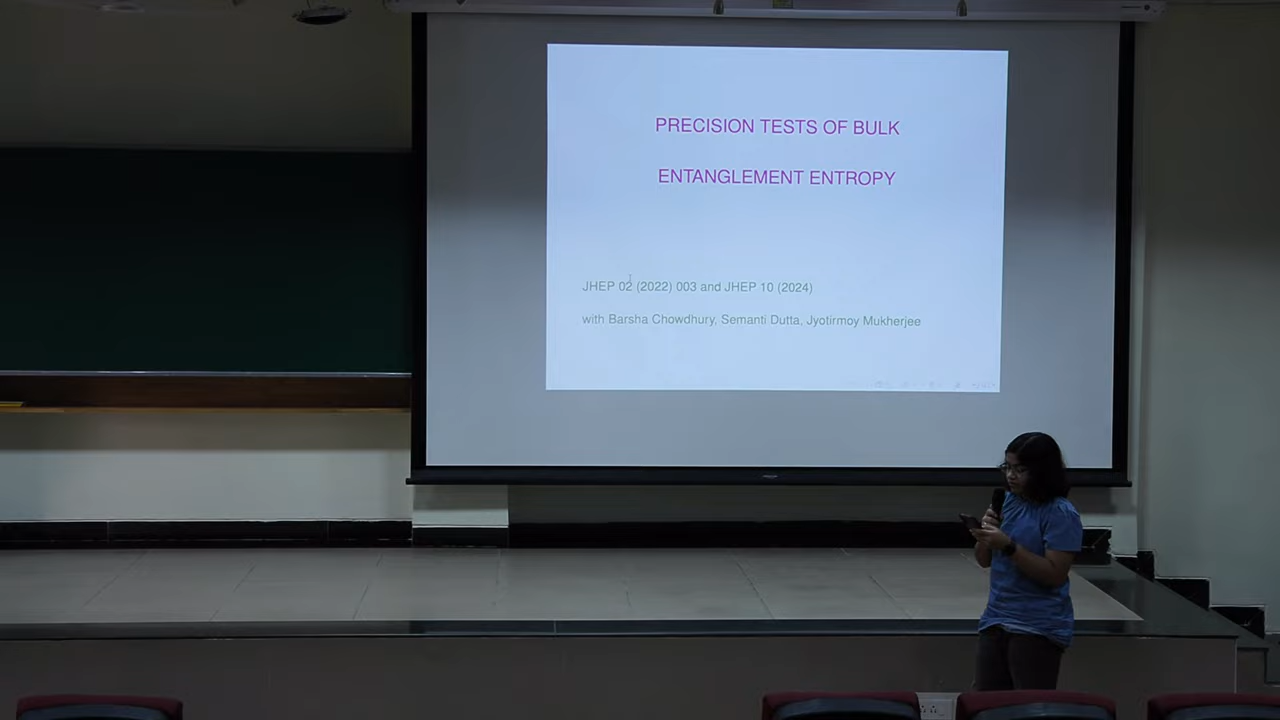 PRECISION TESTS OF BULK
ENTANGLEMENT ENTROPY
JHEP 02 (2022) 003 and JHEP 10 (2024)
with Barsha Chowdhury, Semanti Dutta, Jyotirmoy Mukherjee